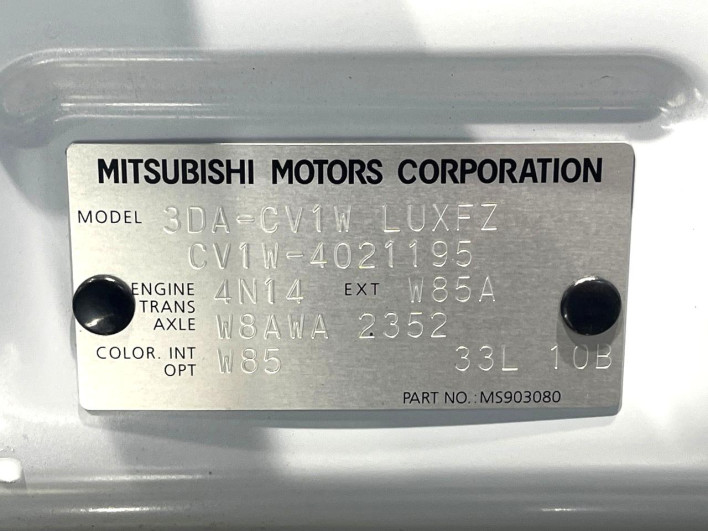 MITSUBISHI MOTORS CORPORATION
MODEL 3DA-CV1W LUXFZ
CV1W-4021195
ENGINE 4N14 EXT W85A
TRANS
AXLE W8AWA 2352
COLOR. INT
OPT W85 33L 10B
PART NO.:MS903080